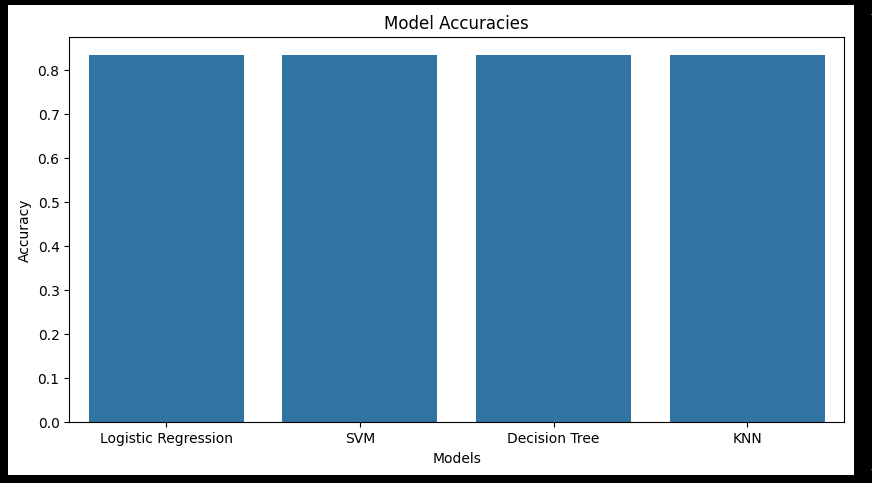 Model Accuracies
Accuracy
0.8
0.7
0.6
0.5
0.4
0.3
0.2
0.1
0.0
Logistic Regression SVM Decision Tree KNN
Models